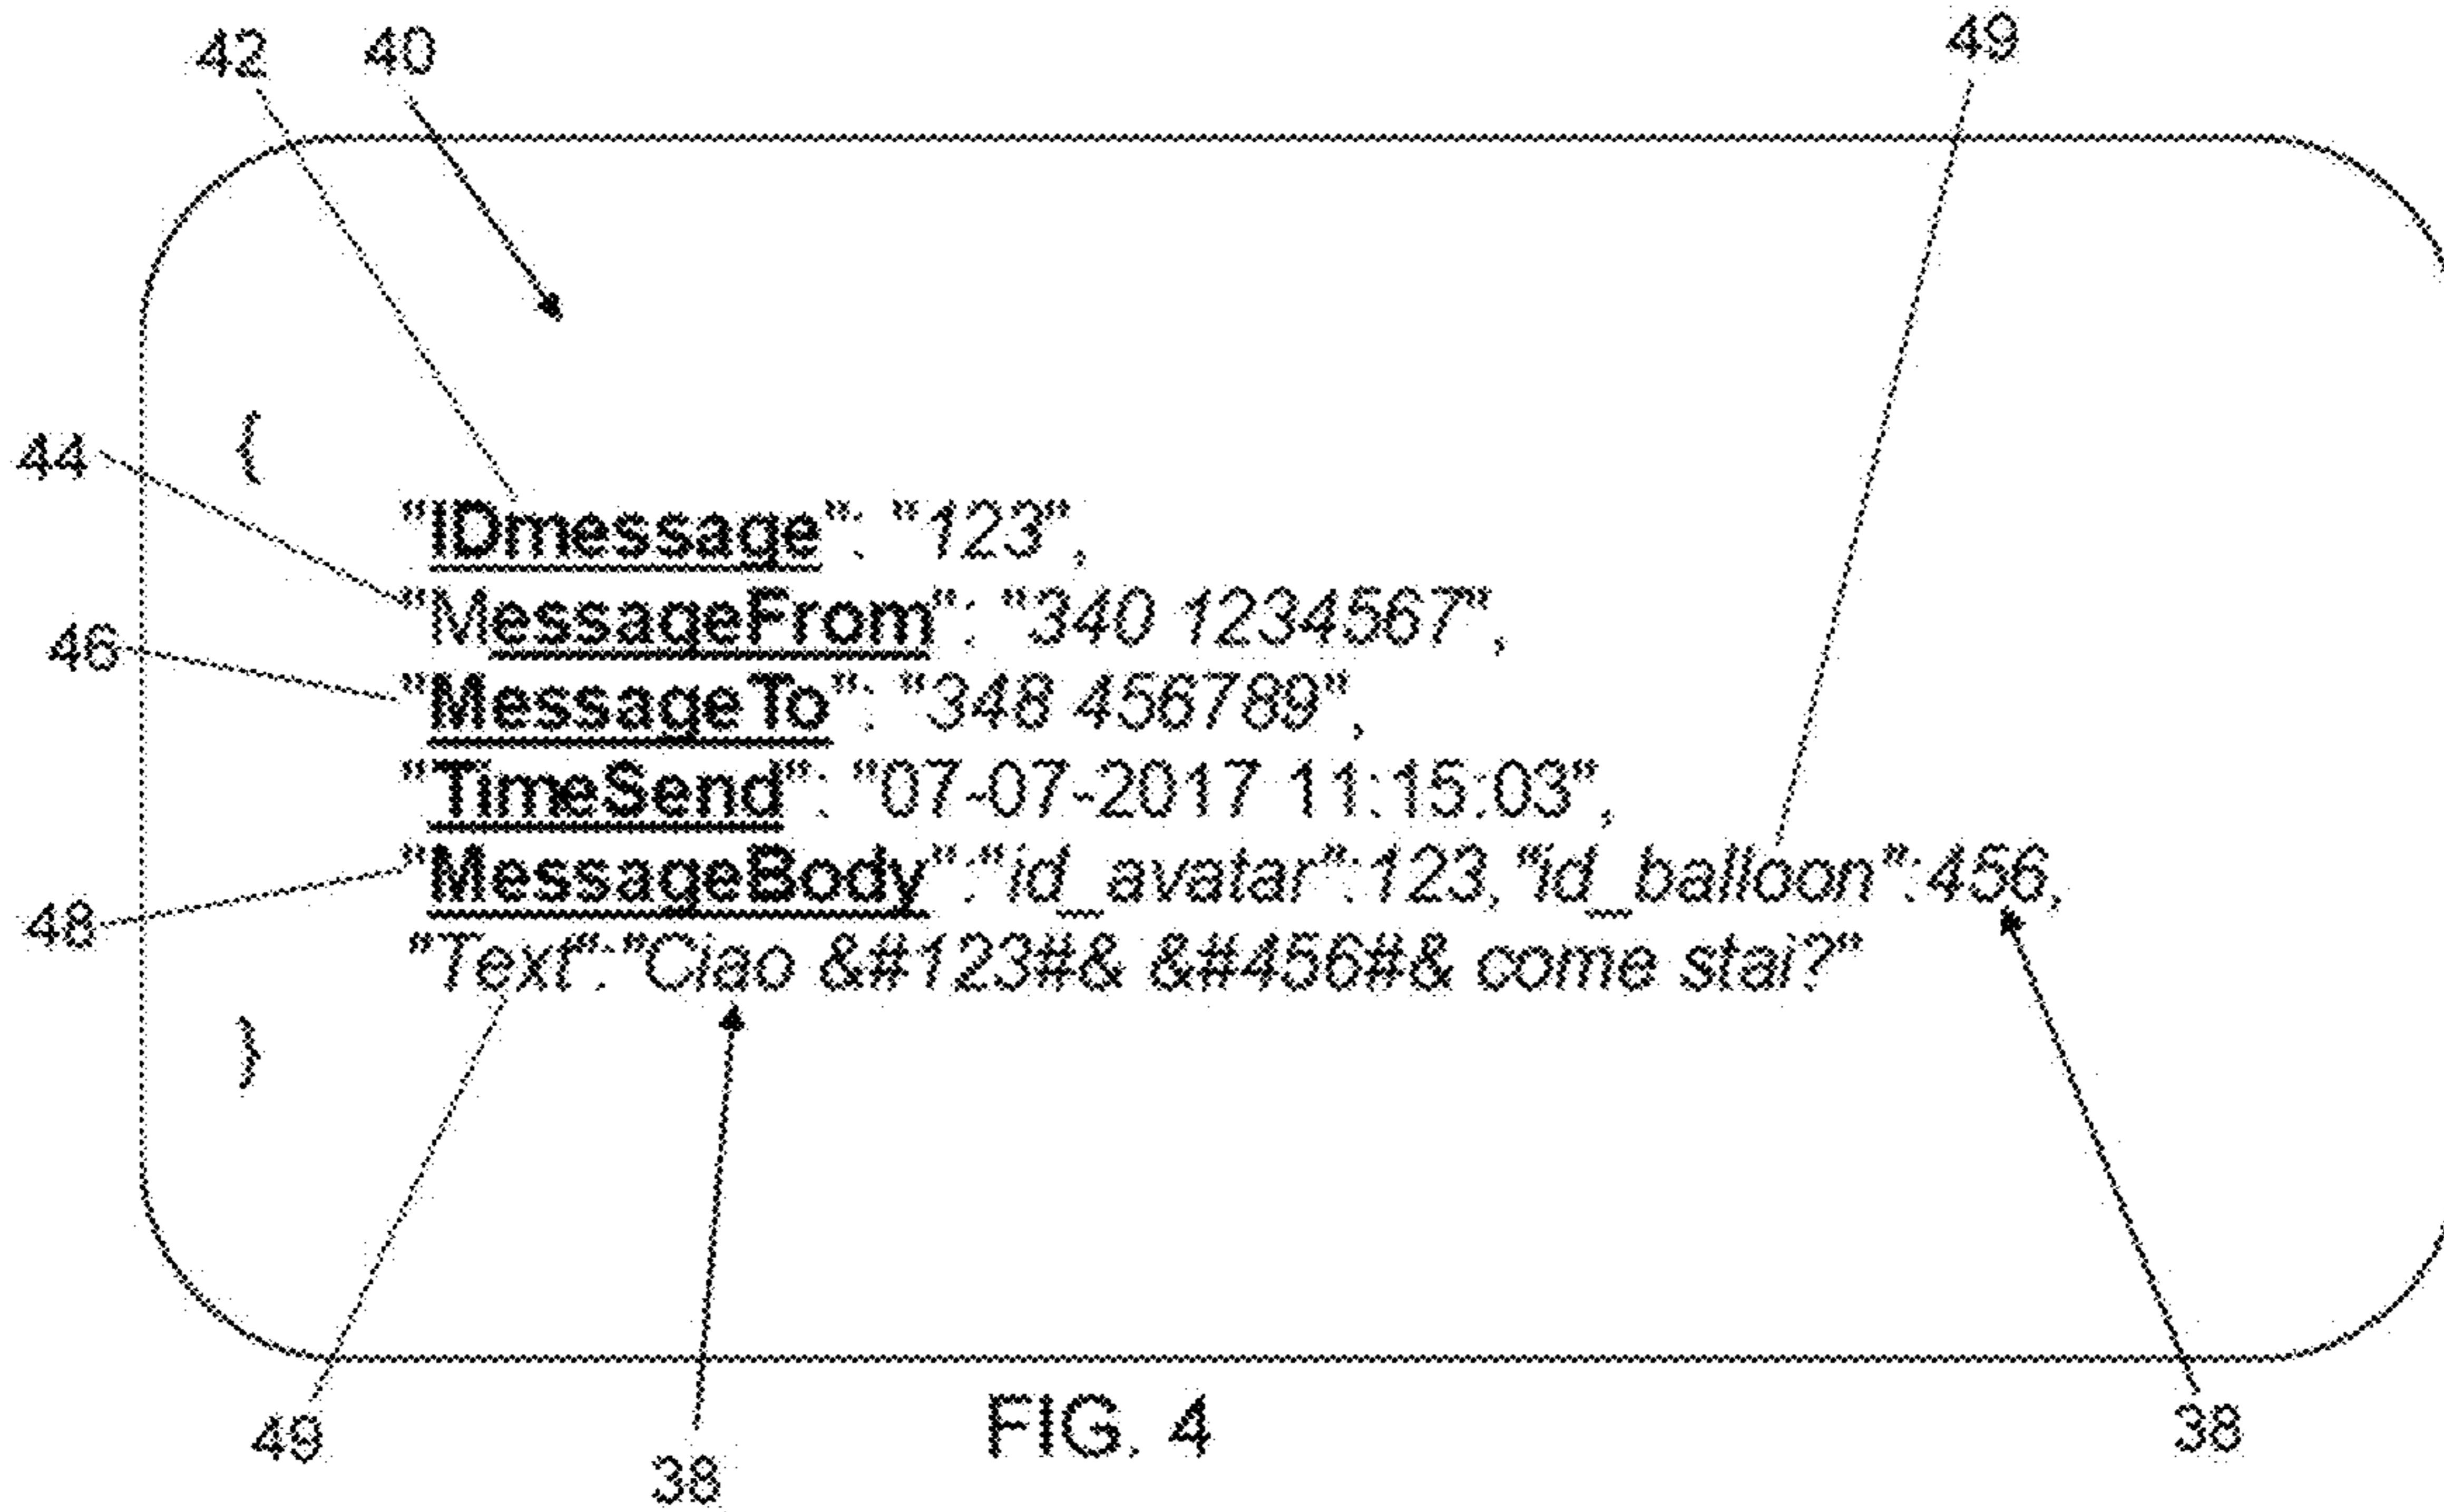 42 40 49
{
44
"IDmessage": "123",
"MessageFrom": "340 1234567",
46
"MessageTo": "348 456789",
"TimeSend": "07-07-2017 11:15:03",
"MessageBody":"id_avatar":123,"id_balloon":456,
48
"Text":"Ciao &#123#& &#456#& come stai?"
}
49 38 FIG. 4 38